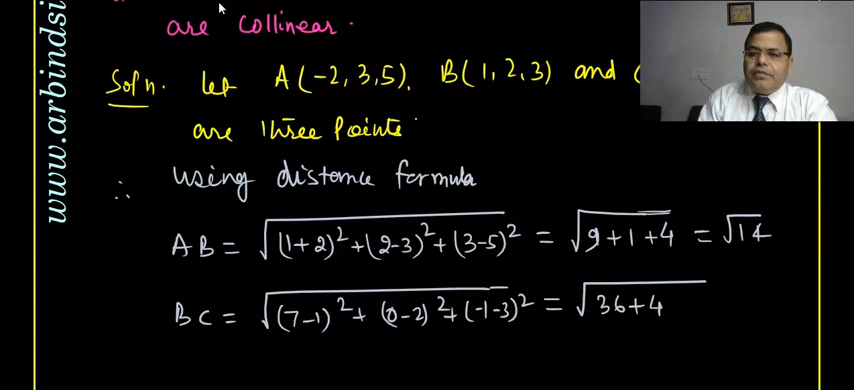 www.arbindsi
are collinear.
Soln. Let A(-2,3,5), B(1,2,3) and (
are three points.
∴ using distance formula
AB = √(1+2)²+(2-3)²+(3-5)² = √9+1+4 = √14
BC = √(7-1)²+(0-2)²+(-1-3)² = √36+4